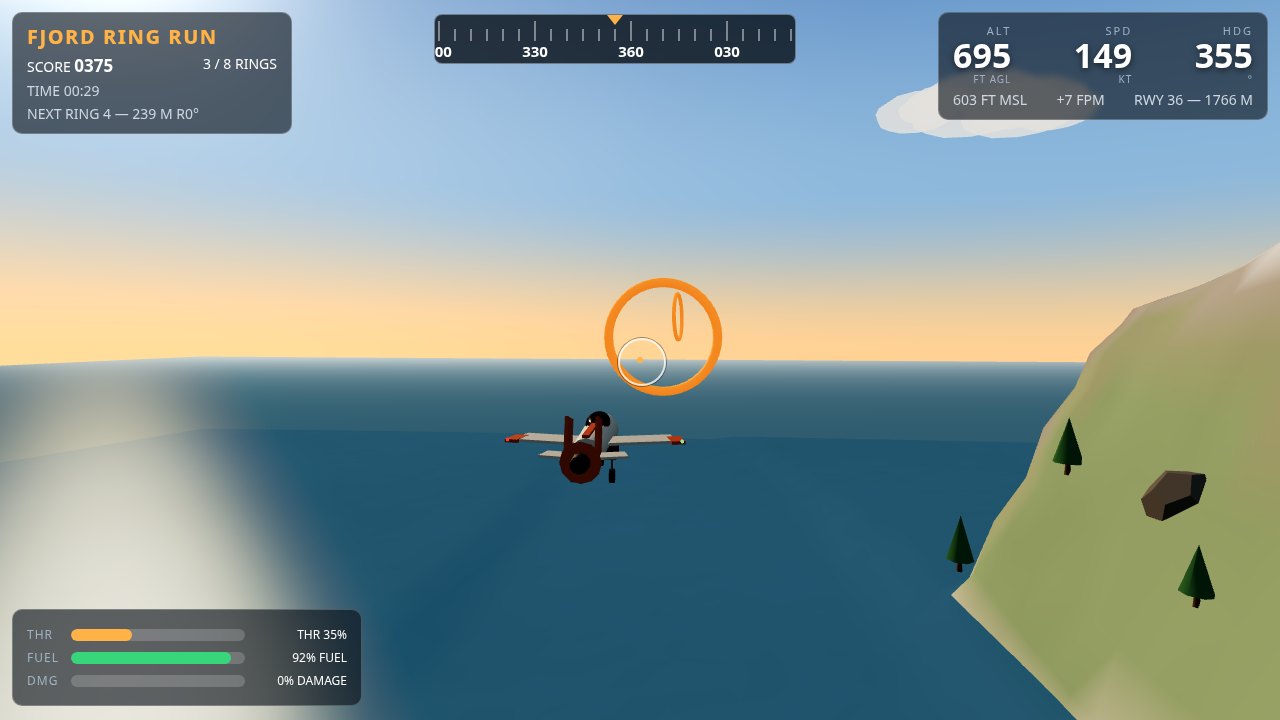 FJORD RING RUN
SCORE 0375 3 / 8 RINGS
TIME 00:29
NEXT RING 4 — 239 M R0°
00 330 360 030
ALT SPD HDG
695 149 355
FT AGL KT °
603 FT MSL +7 FPM RWY 36 — 1766 M
THR THR 35%
FUEL 92% FUEL
DMG 0% DAMAGE